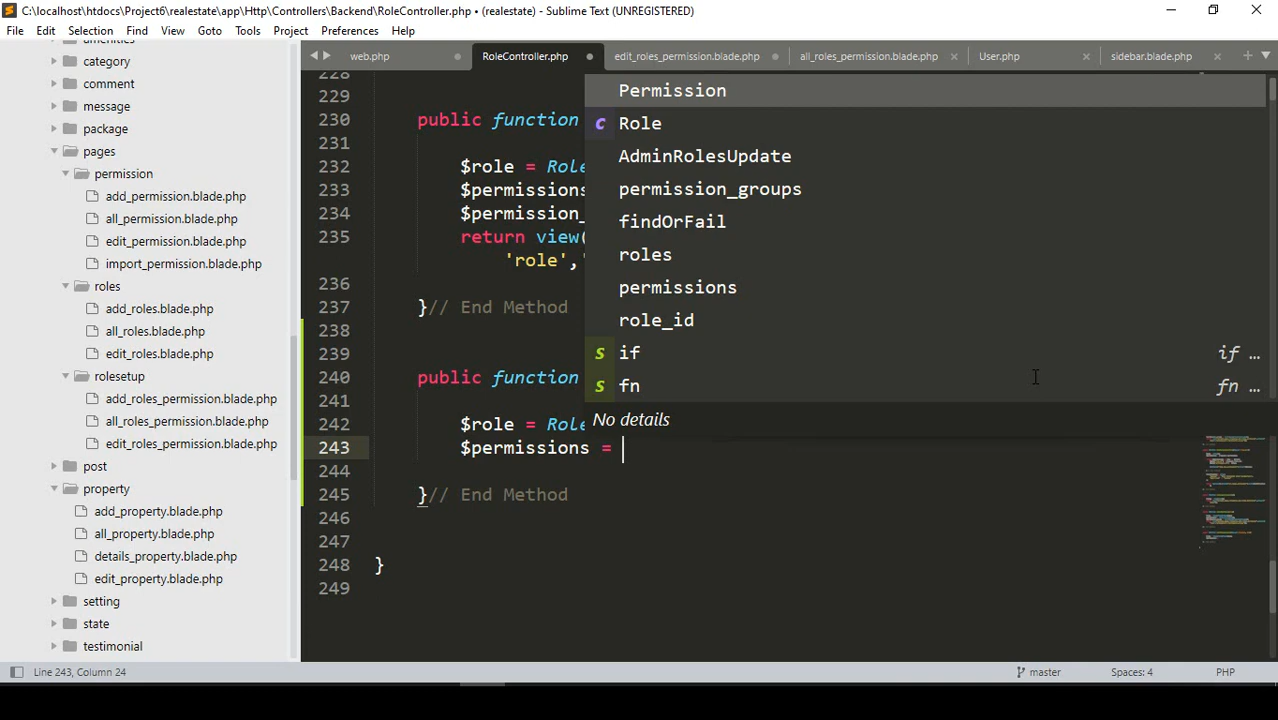 C:\localhost\htdocs\Project6\realestate\app\Http\Controllers\Backend\RoleController.php • (realestate) - Sublime Text (UNREGISTERED)
File Edit Selection Find View Goto Tools Project Preferences Help
web.php RoleController.php edit_roles_permission.blade.php all_roles_permission.blade.php User.php sidebar.blade.php
amenities
category
comment
message
package
pages
permission
add_permission.blade.php
all_permission.blade.php
edit_permission.blade.php
import_permission.blade.php
roles
add_roles.blade.php
all_roles.blade.php
edit_roles.blade.php
rolesetup
add_roles_permission.blade.php
all_roles_permission.blade.php
edit_roles_permission.blade.php
post
property
add_property.blade.php
all_property.blade.php
details_property.blade.php
edit_property.blade.php
setting
state
testimonial
228
229
230 public function
231
232 $role = Role
233 $permissions
234 $permission_
235 return view(
'role','
236
237 }// End Method
238
239
240 public function
241
242 $role = Role
243 $permissions =
244
245 }// End Method
246
247
248 }
249
Permission
c Role
AdminRolesUpdate
permission_groups
findOrFail
roles
permissions
role_id
s if if …
s fn fn …
No details
Line 243, Column 24 master Spaces: 4 PHP